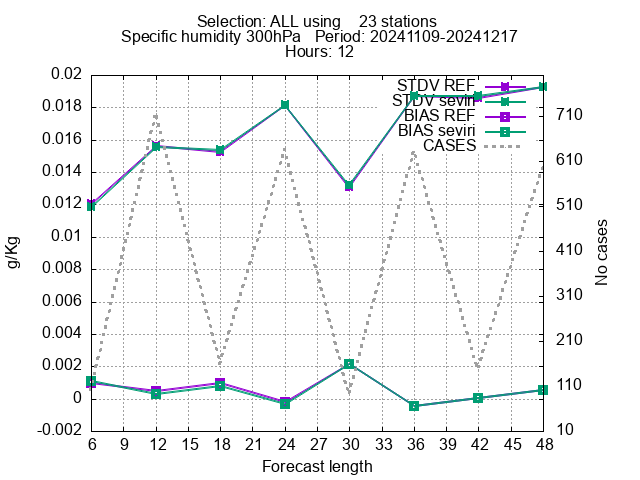 Selection: ALL using    23 stations
Specific humidity 300hPa   Period: 20241109-20241217
Hours: 12
STDV REF
STDV seviri
BIAS REF
BIAS seviri
CASES
0.02
0.018
0.016
0.014
0.012
0.01
0.008
0.006
0.004
0.002
0
-0.002
g/Kg
710
610
510
410
310
210
110
10
No cases
6 9 12 15 18 21 24 27 30 33 36 39 42 45 48
Forecast length